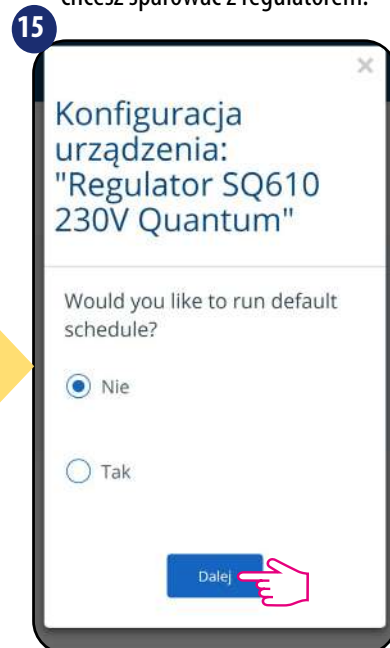 chcesz sparować z regulatorem.
15
×
Konfiguracja
urządzenia:
"Regulator SQ610
230V Quantum"
Would you like to run default
schedule?
Nie
Tak
Dalej